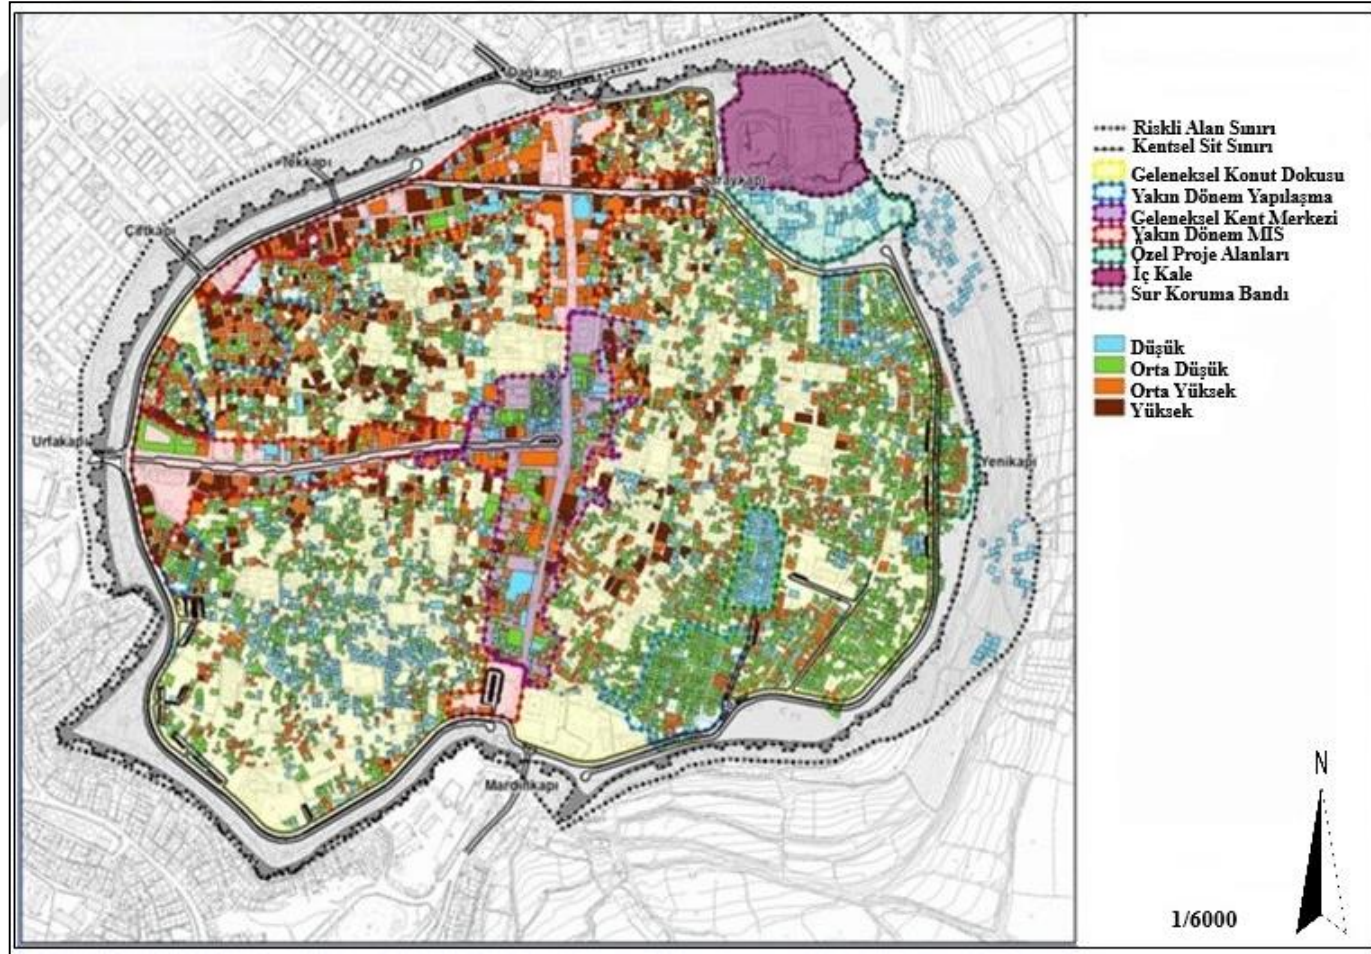 Dağkapı
Tekkapı
Saraykapı
Çiftkapı
Urfakapı
Yenikapı
Mardinkapı
Riskli Alan Sınırı
Kentsel Sit Sınırı
Geleneksel Konut Dokusu
Yakın Dönem Yapılaşma
Geleneksel Kent Merkezi
Yakın Dönem MIS
Özel Proje Alanları
İç Kale
Sur Koruma Bandı
Düşük
Orta Düşük
Orta Yüksek
Yüksek
N
1/6000